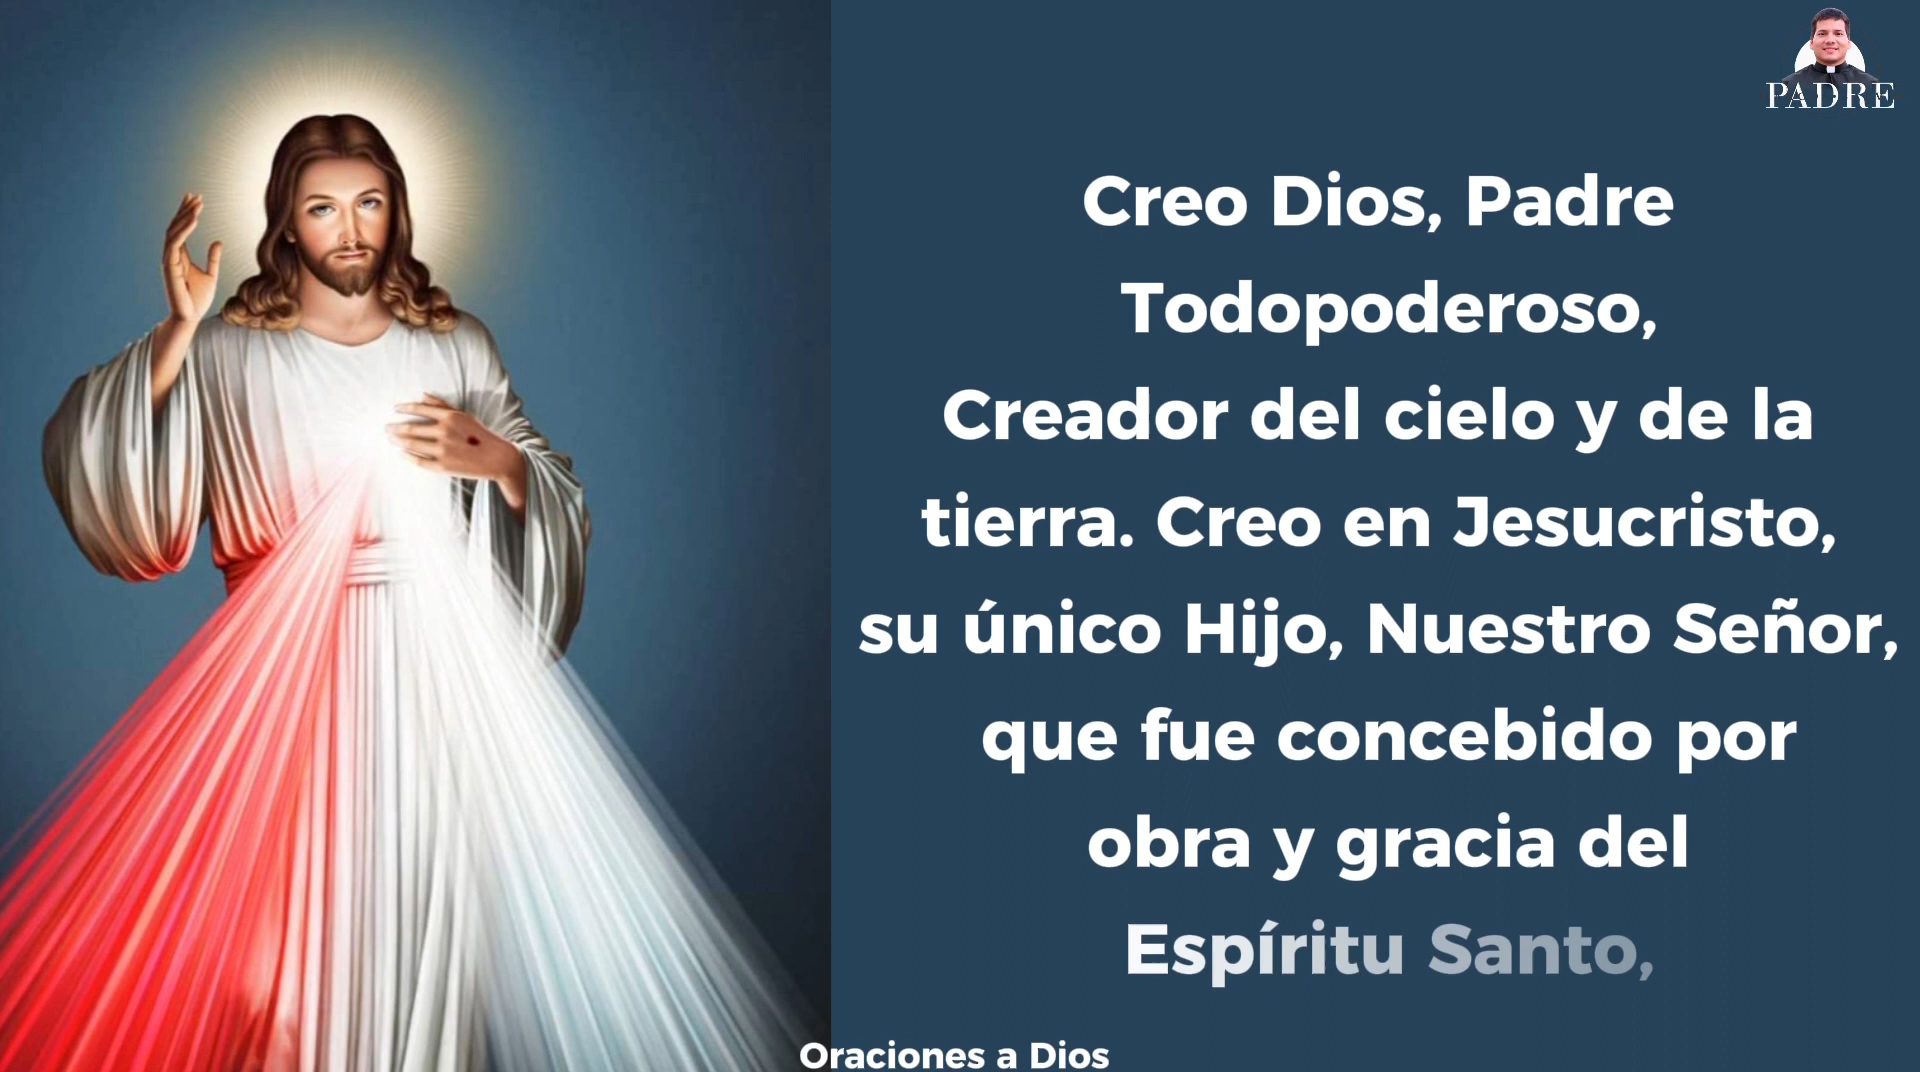 PADRE
Creo Dios, Padre
Todopoderoso,
Creador del cielo y de la
tierra. Creo en Jesucristo,
su único Hijo, Nuestro Señor,
que fue concebido por
obra y gracia del
Espíritu Santo,
Oraciones a Dios